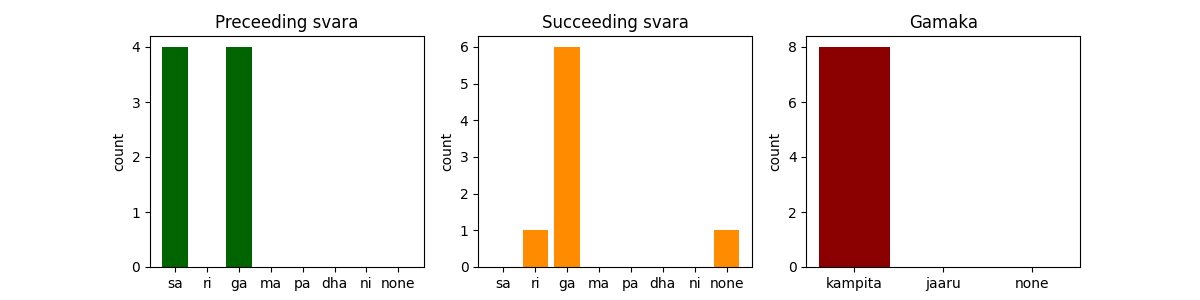 Preceeding svara
count
4
3
2
1
0
sa ri ga ma pa dha ni none
Succeeding svara
count
6
5
4
3
2
1
0
sa ri ga ma pa dha ni none
Gamaka
count
8
6
4
2
0
kampita jaaru none